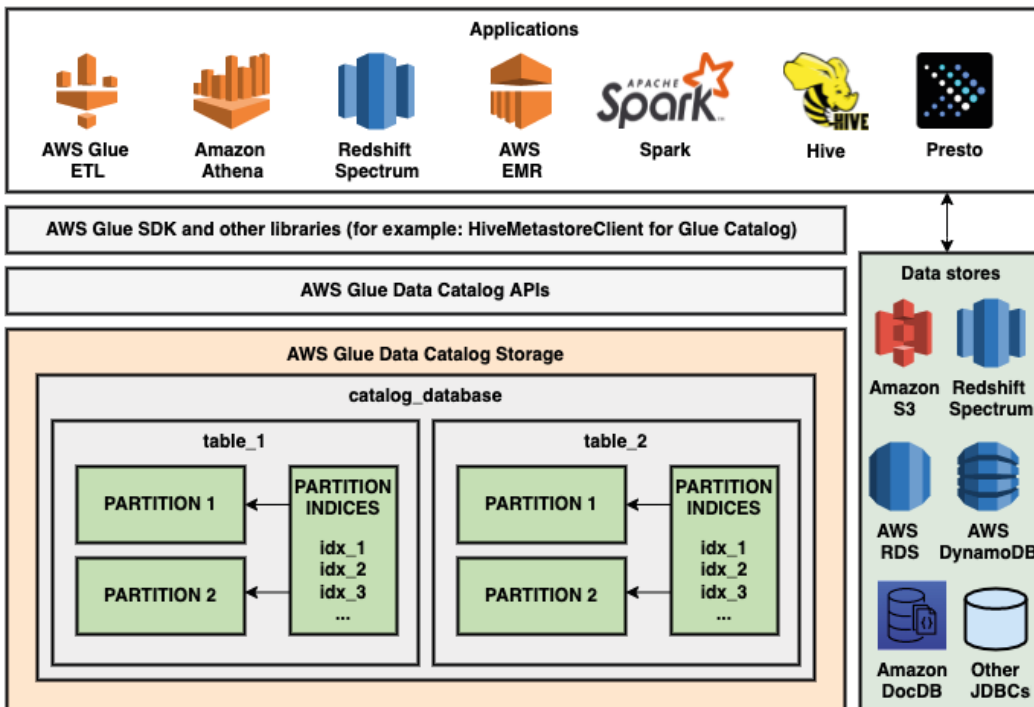 Applications
APACHE
Spark
HIVE
AWS Glue
ETL
Amazon
Athena
Redshift
Spectrum
AWS
EMR
Spark
Hive
Presto
AWS Glue SDK and other libraries (for example: HiveMetastoreClient for Glue Catalog)
AWS Glue Data Catalog APIs
AWS Glue Data Catalog Storage
catalog_database
table_1
PARTITION 1
PARTITION 2
PARTITION
INDICES
idx_1
idx_2
idx_3
...
table_2
PARTITION 1
PARTITION 2
PARTITION
INDICES
idx_1
idx_2
idx_3
...
Data stores
Amazon
S3
Redshift
Spectrum
AWS
RDS
AWS
DynamoDB
{}
Amazon
DocDB
Other
JDBCs